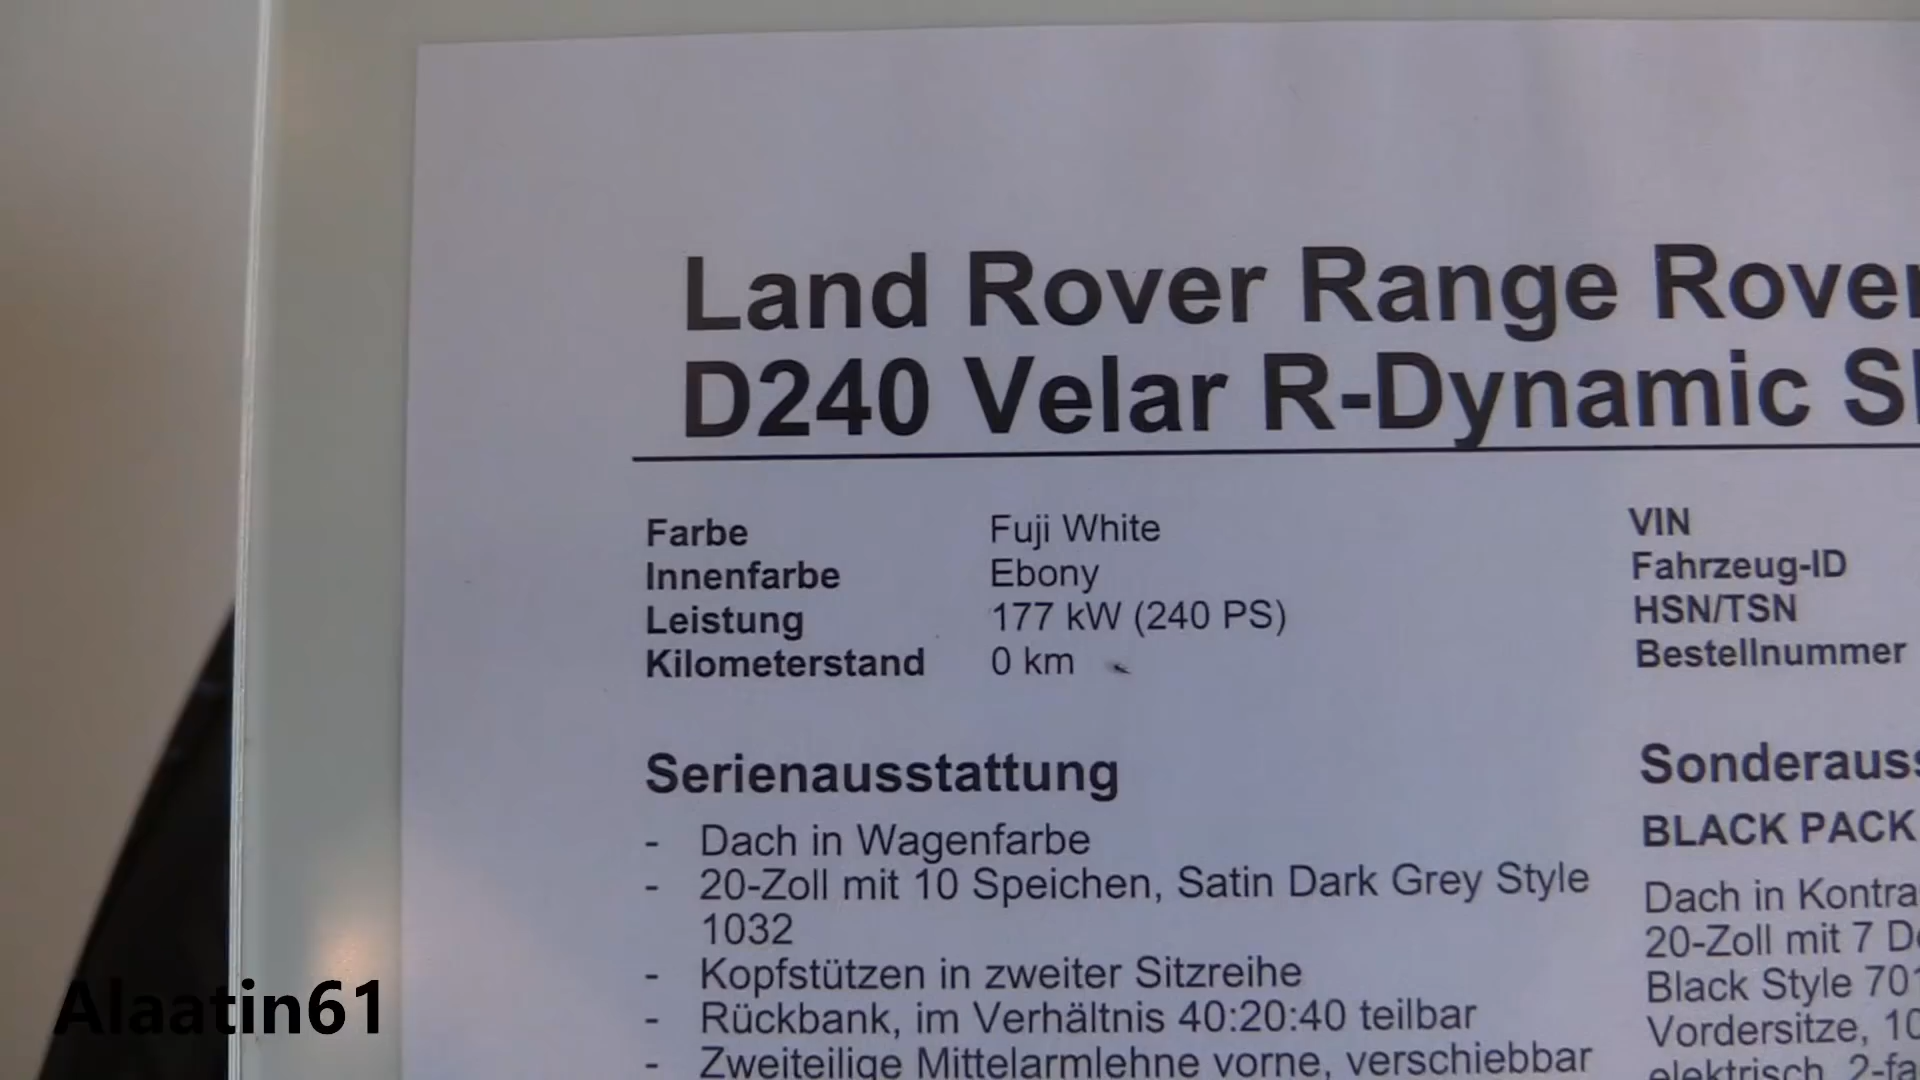 Land Rover Range Rover
D240 Velar R-Dynamic
Farbe Fuji White
Innenfarbe Ebony
Leistung 177 kW (240 PS)
Kilometerstand 0 km
VIN
Fahrzeug-ID
HSN/TSN
Bestellnummer
Serienausstattung
- Dach in Wagenfarbe
- 20-Zoll mit 10 Speichen, Satin Dark Grey Style
1032
- Kopfstützen in zweiter Sitzreihe
- Rückbank, im Verhältnis 40:20:40 teilbar
- Zweiteilige Mittelarmlehne vorne, verschiebbar
BLACK PACK
Dach in
20-Zoll mit 7
Black Style
Vordersitze,
elektrisch,
Alaatin61